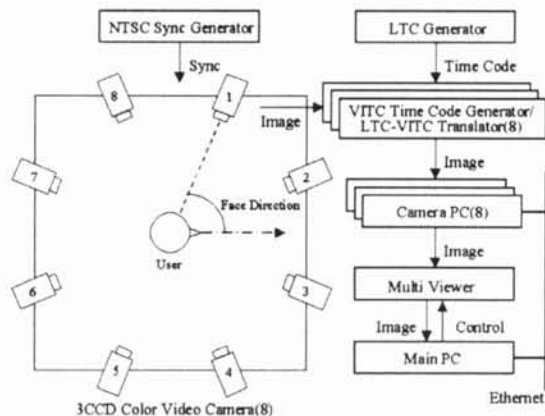 NTSC Sync Generator
LTC Generator
Sync
Time Code
8
1
Image
VITC Time Code Generator/
LTC-VITC Translator(8)
7
2
Image
Face Direction
Camera PC(8)
User
Image
6
3
Multi Viewer
Image
Control
5
4
Main PC
Ethernet
3CCD Color Video Camera(8)